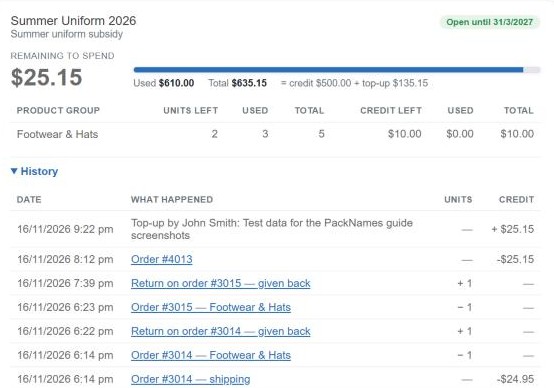 Summer Uniform 2026
Open until 31/3/2027
Summer uniform subsidy
REMAINING TO SPEND
$25.15
Used $610.00 Total $635.15 = credit $500.00 + top-up $135.15
PRODUCT GROUP UNITS LEFT USED TOTAL CREDIT LEFT USED TOTAL
Footwear & Hats 2 3 5 $10.00 $0.00 $10.00
▼ History
DATE WHAT HAPPENED UNITS CREDIT
16/11/2026 9:22 pm Top-up by John Smith: Test data for the PackNames guide — + $25.15
screenshots
16/11/2026 8:12 pm Order #4013 — -$25.15
16/11/2026 7:39 pm Return on order #3015 — given back + 1 —
16/11/2026 6:23 pm Order #3015 — Footwear & Hats − 1 —
16/11/2026 6:22 pm Return on order #3014 — given back + 1 —
16/11/2026 6:14 pm Order #3014 — Footwear & Hats − 1 —
16/11/2026 6:14 pm Order #3014 — shipping — -$24.95